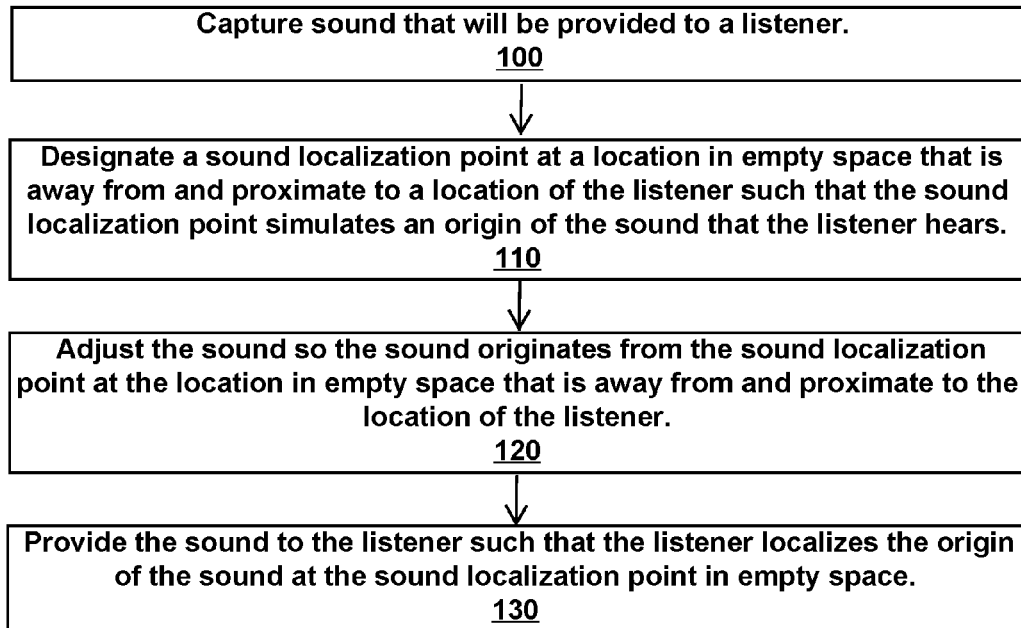 Capture sound that will be provided to a listener.
100
Designate a sound localization point at a location in empty space that is
away from and proximate to a location of the listener such that the sound
localization point simulates an origin of the sound that the listener hears.
110
Adjust the sound so the sound originates from the sound localization
point at the location in empty space that is away from and proximate to the
location of the listener.
120
Provide the sound to the listener such that the listener localizes the origin
of the sound at the sound localization point in empty space.
130